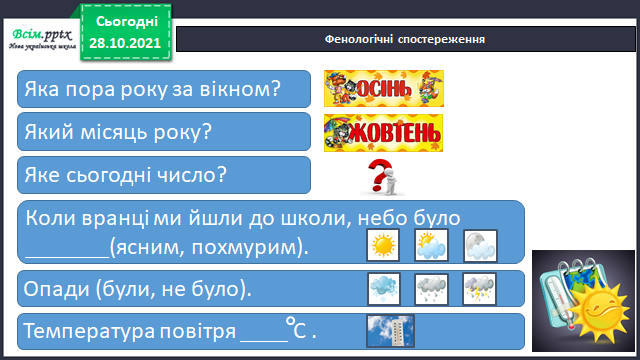 Всім.pptx
Нова українська школа
Сьогодні
28.10.2021
Фенологічні спостереження
Яка пора року за вікном?
ОСІНЬ
Який місяць року?
ЖОВТЕНЬ
Яке сьогодні число?
Коли вранці ми йшли до школи, небо було
________(ясним, похмурим).
Опади (були, не було).
Температура повітря ____°С .